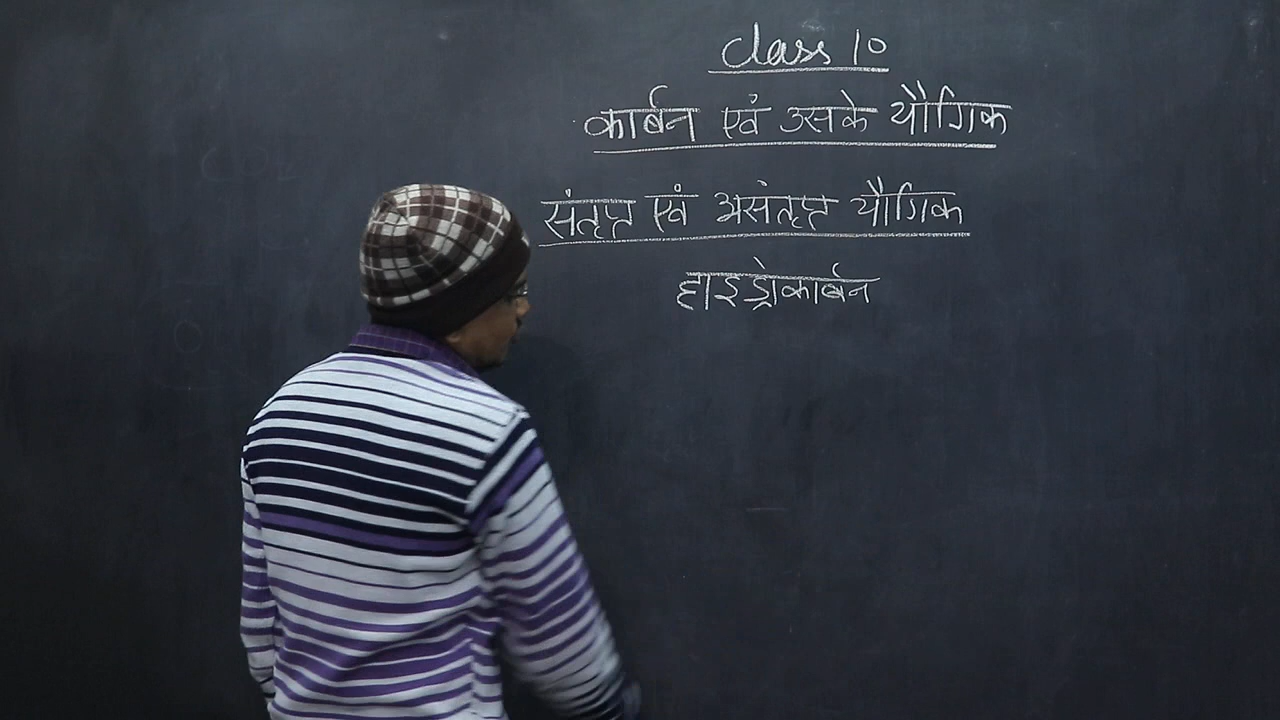 Class 10
कार्बन एवं उसके यौगिक
संतृप्त एवं असंतृप्त यौगिक
हाइड्रोकार्बन